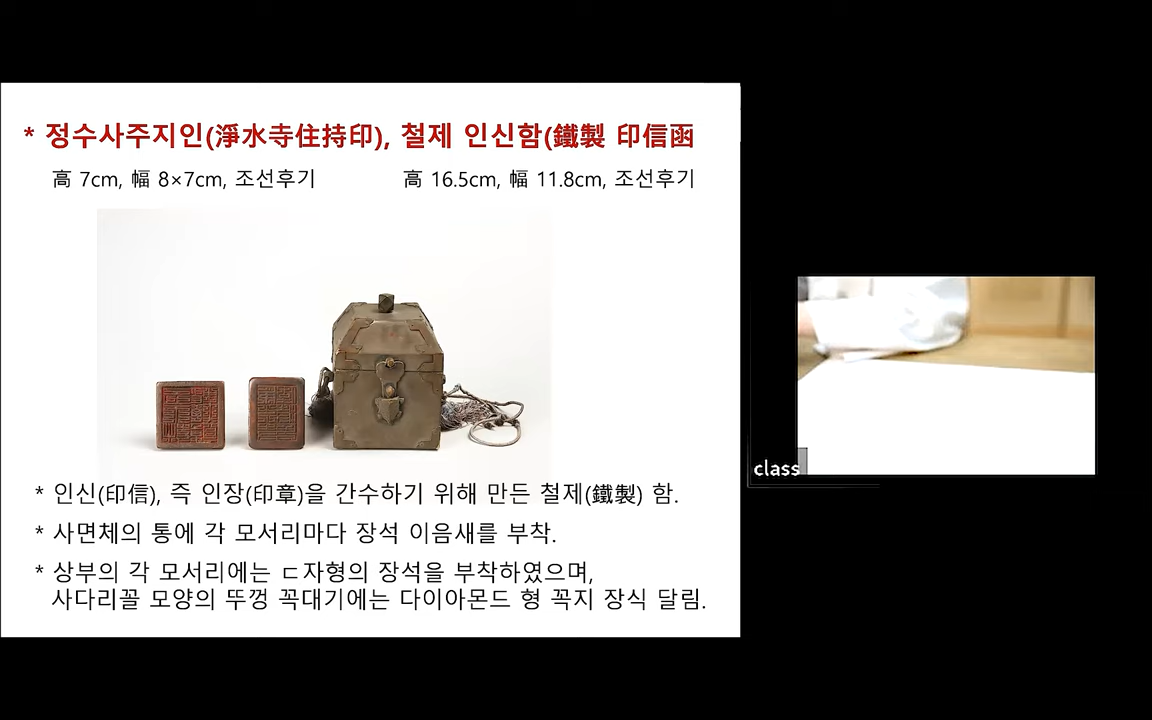 * 정수사주지인(淨水寺住持印), 철제 인신함(鐵製 印信函
高 7cm, 幅 8×7cm, 조선후기
高 16.5cm, 幅 11.8cm, 조선후기
* 인신(印信), 즉 인장(印章)을 간수하기 위해 만든 철제(鐵製) 함.
* 사면체의 통에 각 모서리마다 장석 이음새를 부착.
* 상부의 각 모서리에는 ㄷ자형의 장석을 부착하였으며,
사다리꼴 모양의 뚜껑 꼭대기에는 다이아몬드 형 꼭지 장식 달림.
class